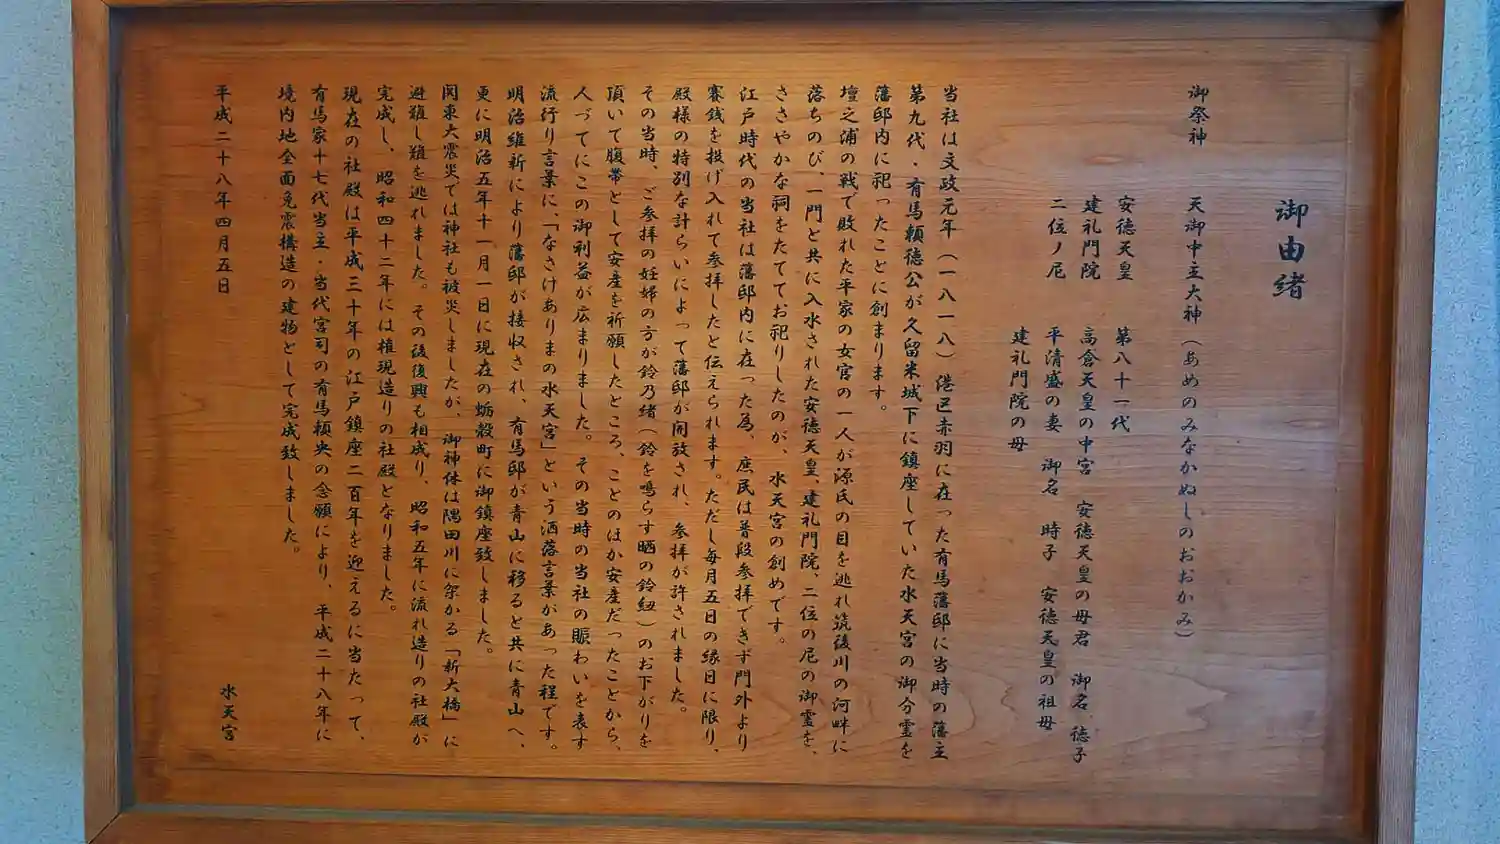 御由緒
御祭神　天御中主大神（あめのみなかぬしのおおかみ）
安徳天皇　第八十一代
建礼門院　高倉天皇の中宮　安徳天皇の母君　御名　徳子
二位ノ尼　平清盛の妻　御名　時子　安徳天皇の祖母
建礼門院の母
当社は文政元年（一八一八）港区赤羽に在った有馬藩邸に当時の藩主
第九代・有馬頼徳公が久留米城下に鎮座していた水天宮の御分霊を
藩邸内に祀ったことに創まります。
壇之浦の戦で敗れた平家の女官の一人が源氏の目を逃れ筑後川の河畔に
落ちのび、一門と共に入水された安徳天皇、建礼門院、二位の尼の御霊を、
ささやかな祠をたててお祀りしたのが、水天宮の創めです。
江戸時代の当社は藩邸内に在った為、庶民は普段参拝できず門外より
賽銭を投げ入れて参拝したと伝えられます。ただし毎月五日の縁日に限り、
殿様の特別な計らいによって藩邸が開放され、参拝が許されました。
その当時、ご参拝の妊婦の方が鈴乃緒（鈴を鳴らす晒の鈴紐）のお下がりを
頂いて腹帯として安産を祈願したところ、ことのほか安産だったことから、
人づてにこの御利益が広まりました。その当時の当社の賑わいを表す
流行り言葉に、「なさけありまの水天宮」という洒落言葉があった程です。
明治維新により藩邸が接収され、有馬邸が青山に移ると共に青山へ、
更に明治五年十一月一日に現在の蛎殻町に御鎮座致しました。
関東大震災では神社も被災しましたが、御神体は隅田川に架かる「新大橋」に
避難し難を逃れました。その後復興も相成り、昭和五年に流れ造りの社殿が
完成し、昭和四十二年には権現造りの社殿となりました。
現在の社殿は平成三十年の江戸鎮座二百年を迎えるに当たって、
有馬家十七代当主・当代宮司の有馬頼央の念願により、平成二十八年に
境内地全面免震構造の建物として完成致しました。
平成二十八年四月五日
水天宮